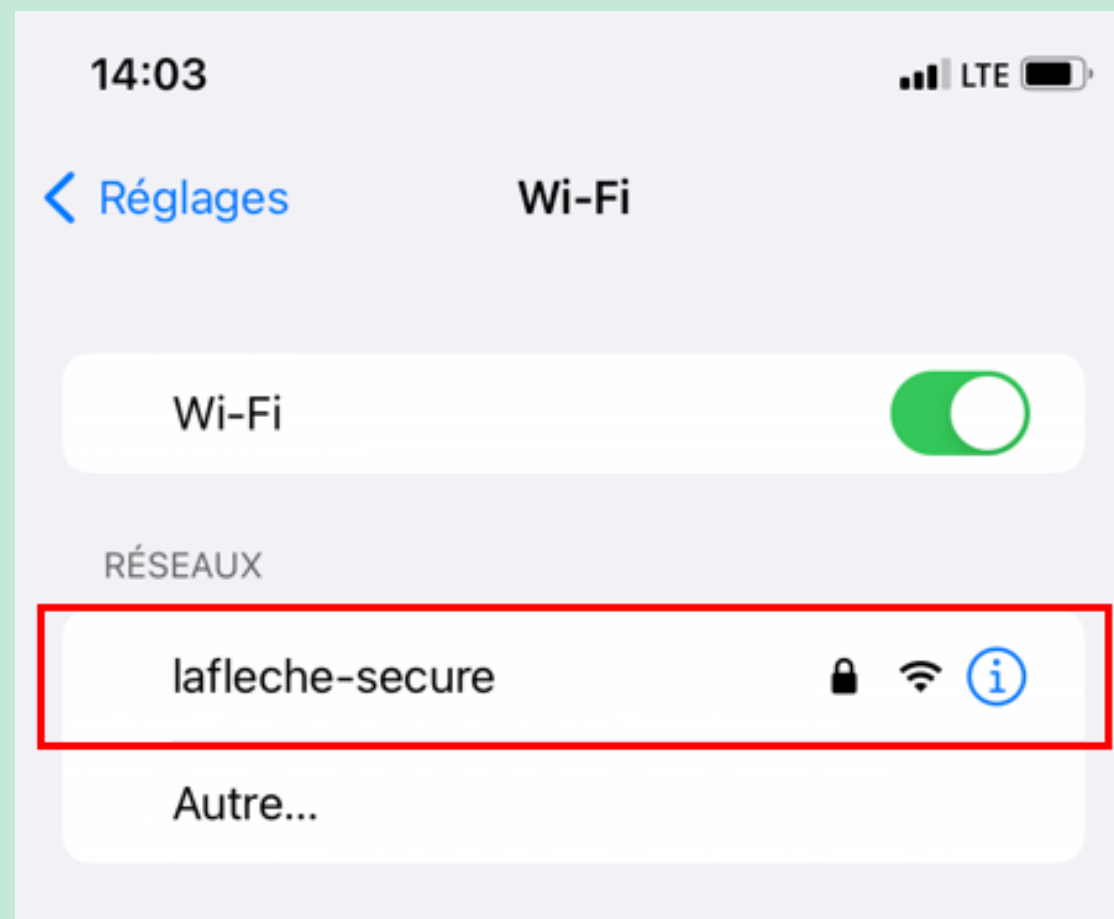 14:03 LTE
Réglages Wi-Fi
Wi-Fi
RÉSEAUX
lafleche-secure
Autre...